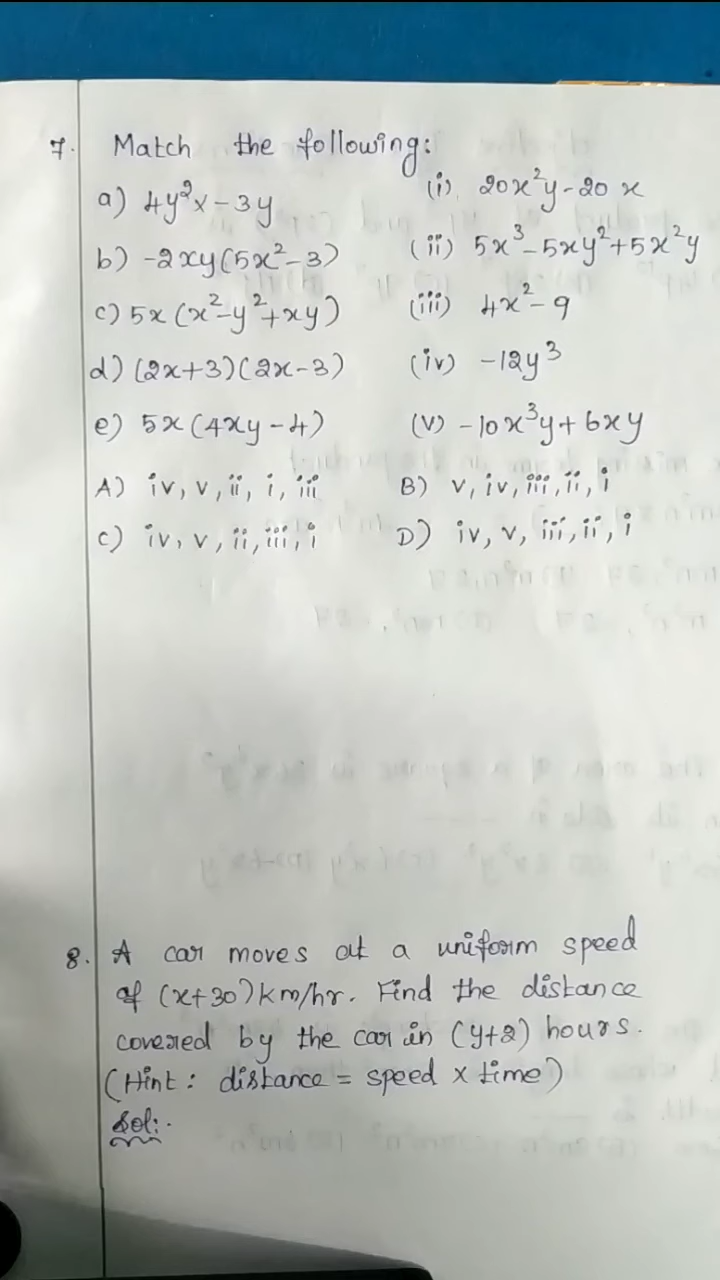 7. Match the following:
a) 4y²x-3y (i) 20x²y-20x
b) -2xy(5x²-3) (ii) 5x³-5xy²+5x²y
c) 5x(x²-y²+xy) (iii) 4x²-9
d) (2x+3)(2x-3) (iv) -12y³
e) 5x(4xy-4) (v) -10x³y+6xy
A) iv, v, ii, i, iii B) v, iv, iii, ii, i
C) iv, v, ii, iii, i D) iv, v, iii, ii, i
8. A car moves at a uniform speed
of (x+30)km/hr. Find the distance
covered by the car in (y+2) hours.
(Hint: distance = speed x time)
Sol:-